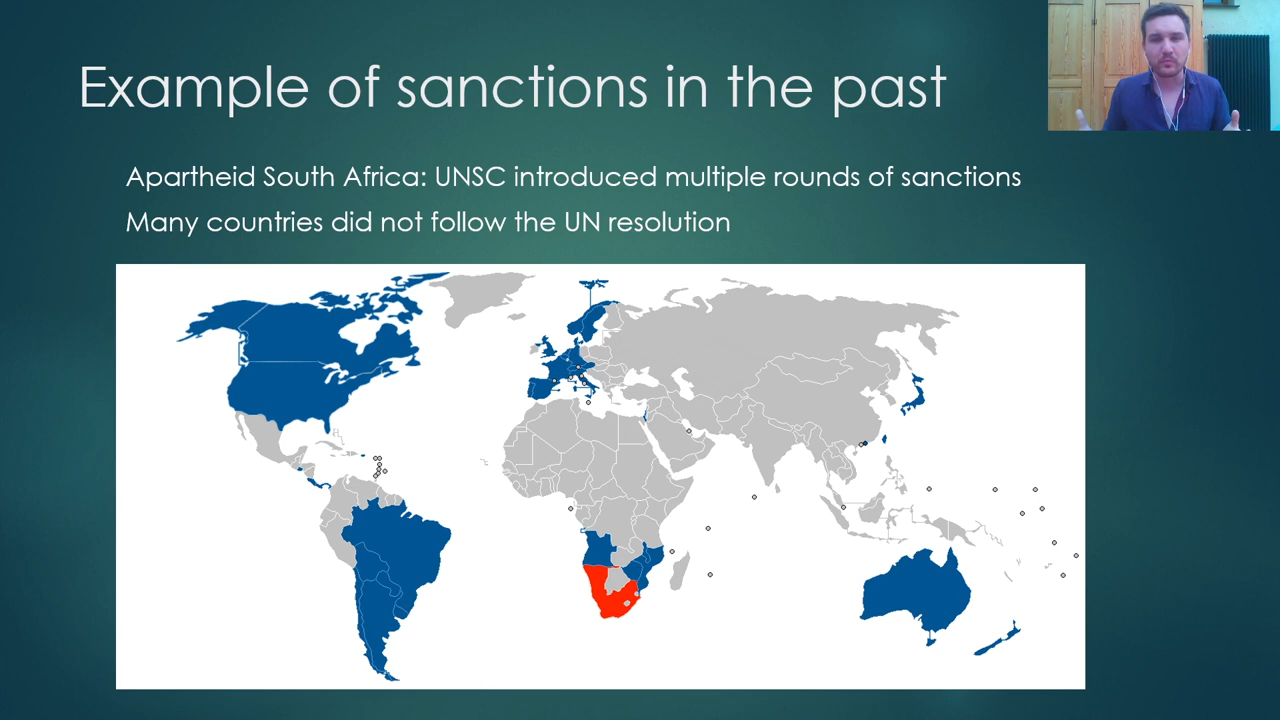 Example of sanctions in the past
Apartheid South Africa: UNSC introduced multiple rounds of sanctions
Many countries did not follow the UN resolution